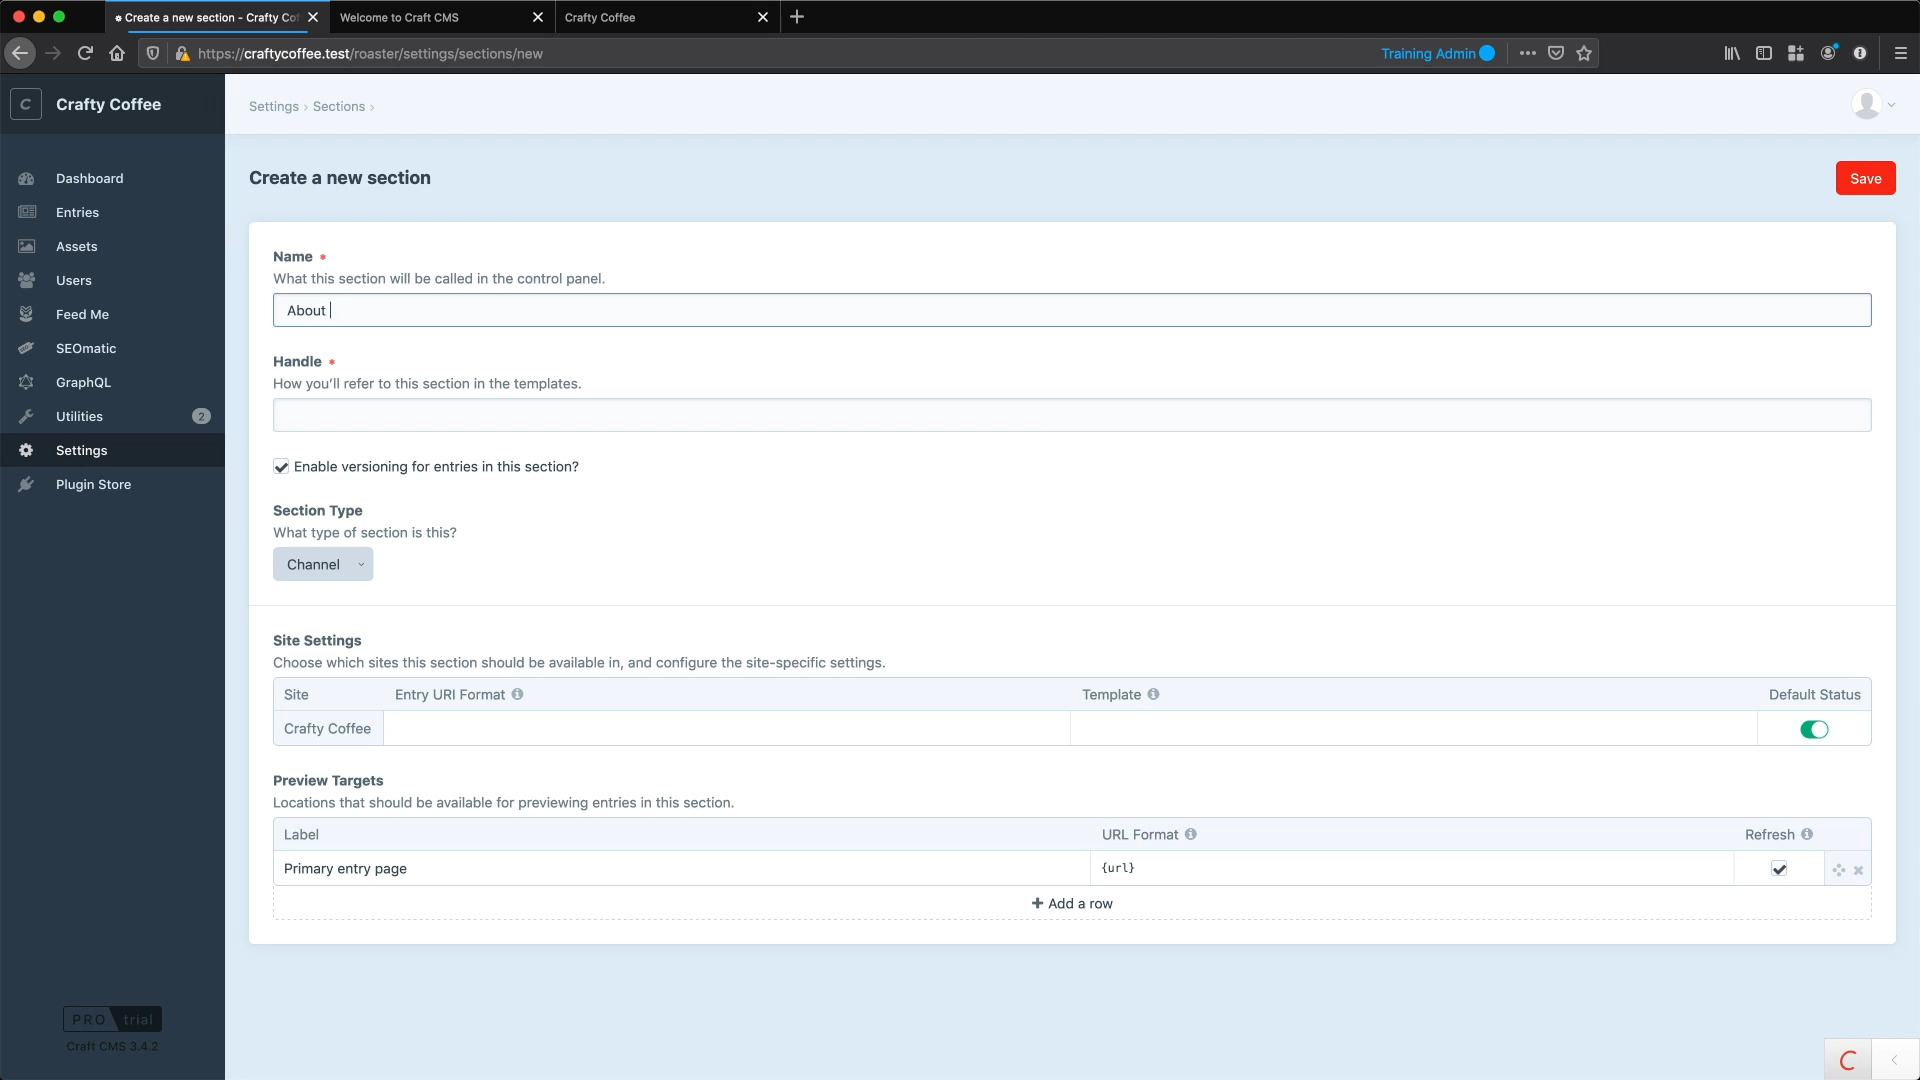 Create a new section - Crafty Cof
Welcome to Craft CMS
Crafty Coffee
https://craftycoffee.test/roaster/settings/sections/new
Training Admin
C
Crafty Coffee
Settings › Sections ›
Dashboard
Entries
Assets
Users
Feed Me
SEOmatic
GraphQL
Utilities
2
Settings
Plugin Store
PRO trial
Craft CMS 3.4.2
Create a new section
Save
Name *
What this section will be called in the control panel.
About
Handle *
How you’ll refer to this section in the templates.
Enable versioning for entries in this section?
Section Type
What type of section is this?
Channel
Site Settings
Choose which sites this section should be available in, and configure the site-specific settings.
Site Entry URI Format Template Default Status
Crafty Coffee
Preview Targets
Locations that should be available for previewing entries in this section.
Label URL Format Refresh
Primary entry page {url}
+ Add a row